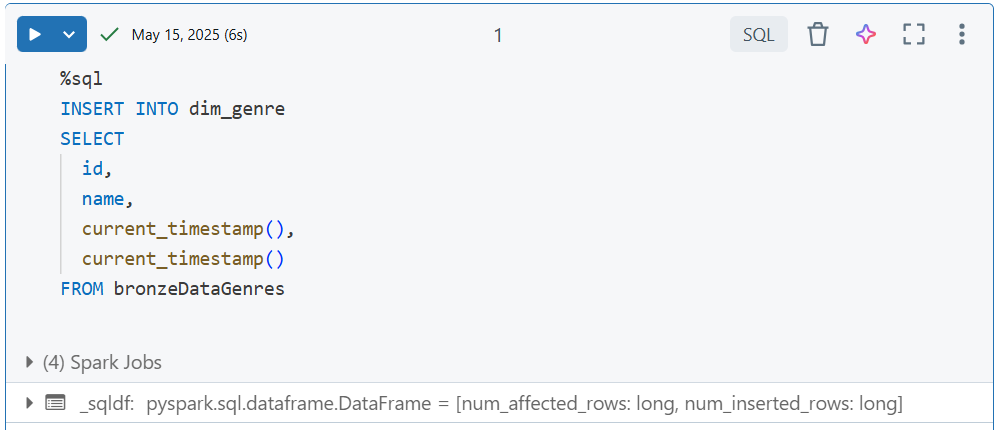 May 15, 2025 (6s) 1 SQL
%sql
INSERT INTO dim_genre
SELECT
id,
name,
current_timestamp(),
current_timestamp()
FROM bronzeDataGenres
(4) Spark Jobs
_sqldf: pyspark.sql.dataframe.DataFrame = [num_affected_rows: long, num_inserted_rows: long]